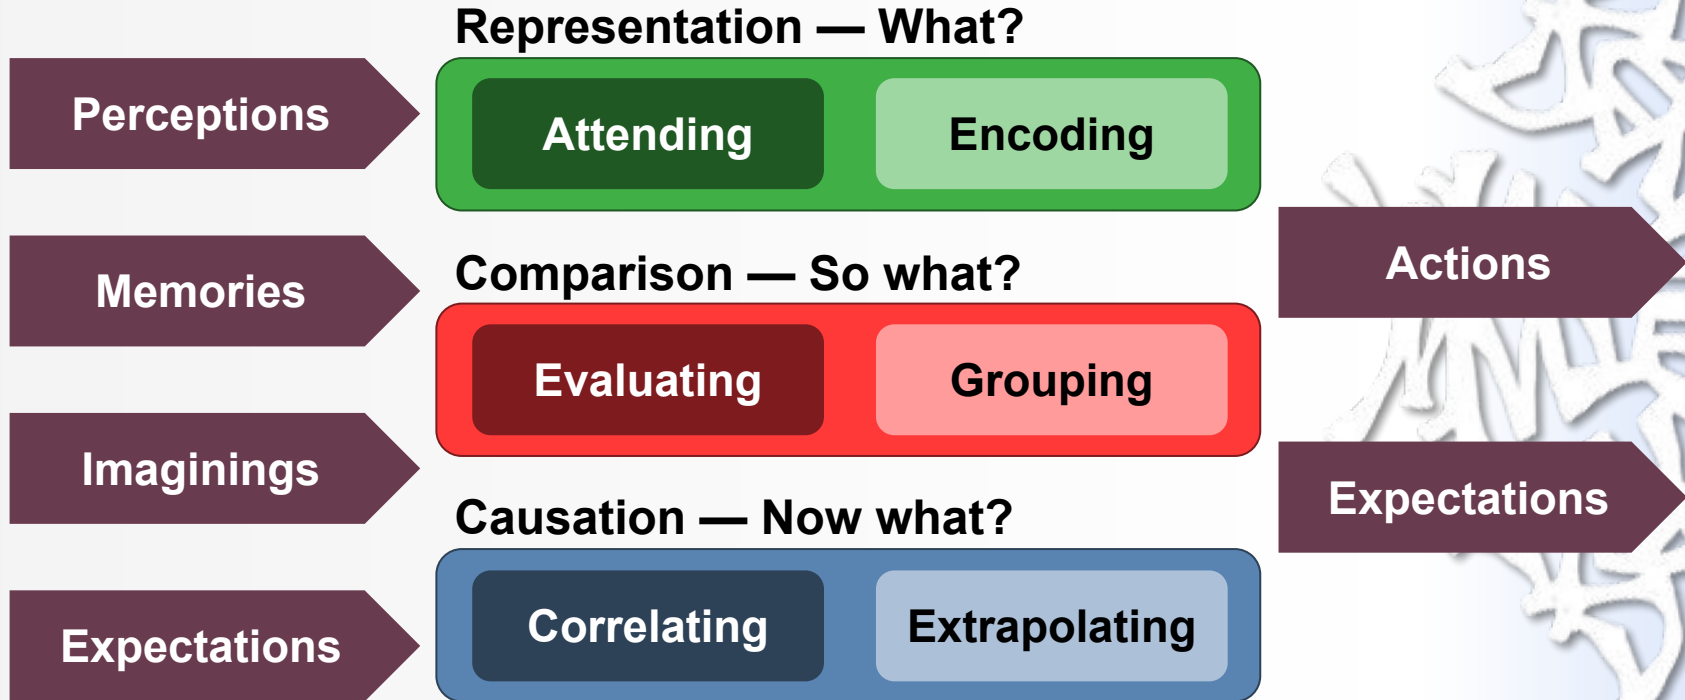 Perceptions
Memories
Imaginings
Expectations
Representation — What?
Attending
Encoding
Comparison — So what?
Evaluating
Grouping
Causation — Now what?
Correlating
Extrapolating
Actions
Expectations